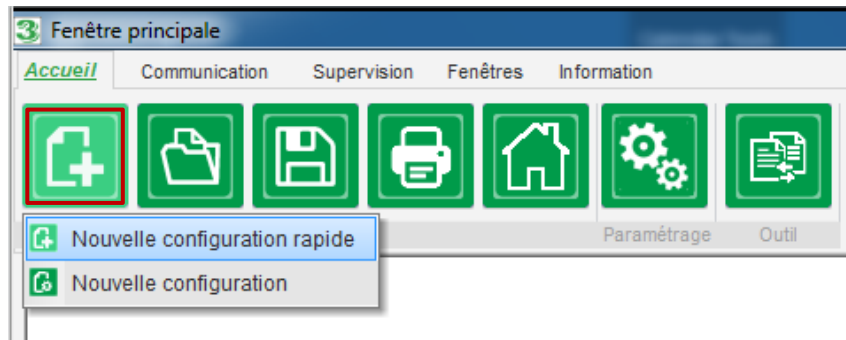 Fenêtre principale
Accueil Communication Supervision Fenêtres Information
Paramétrage Outil
Nouvelle configuration rapide
Nouvelle configuration